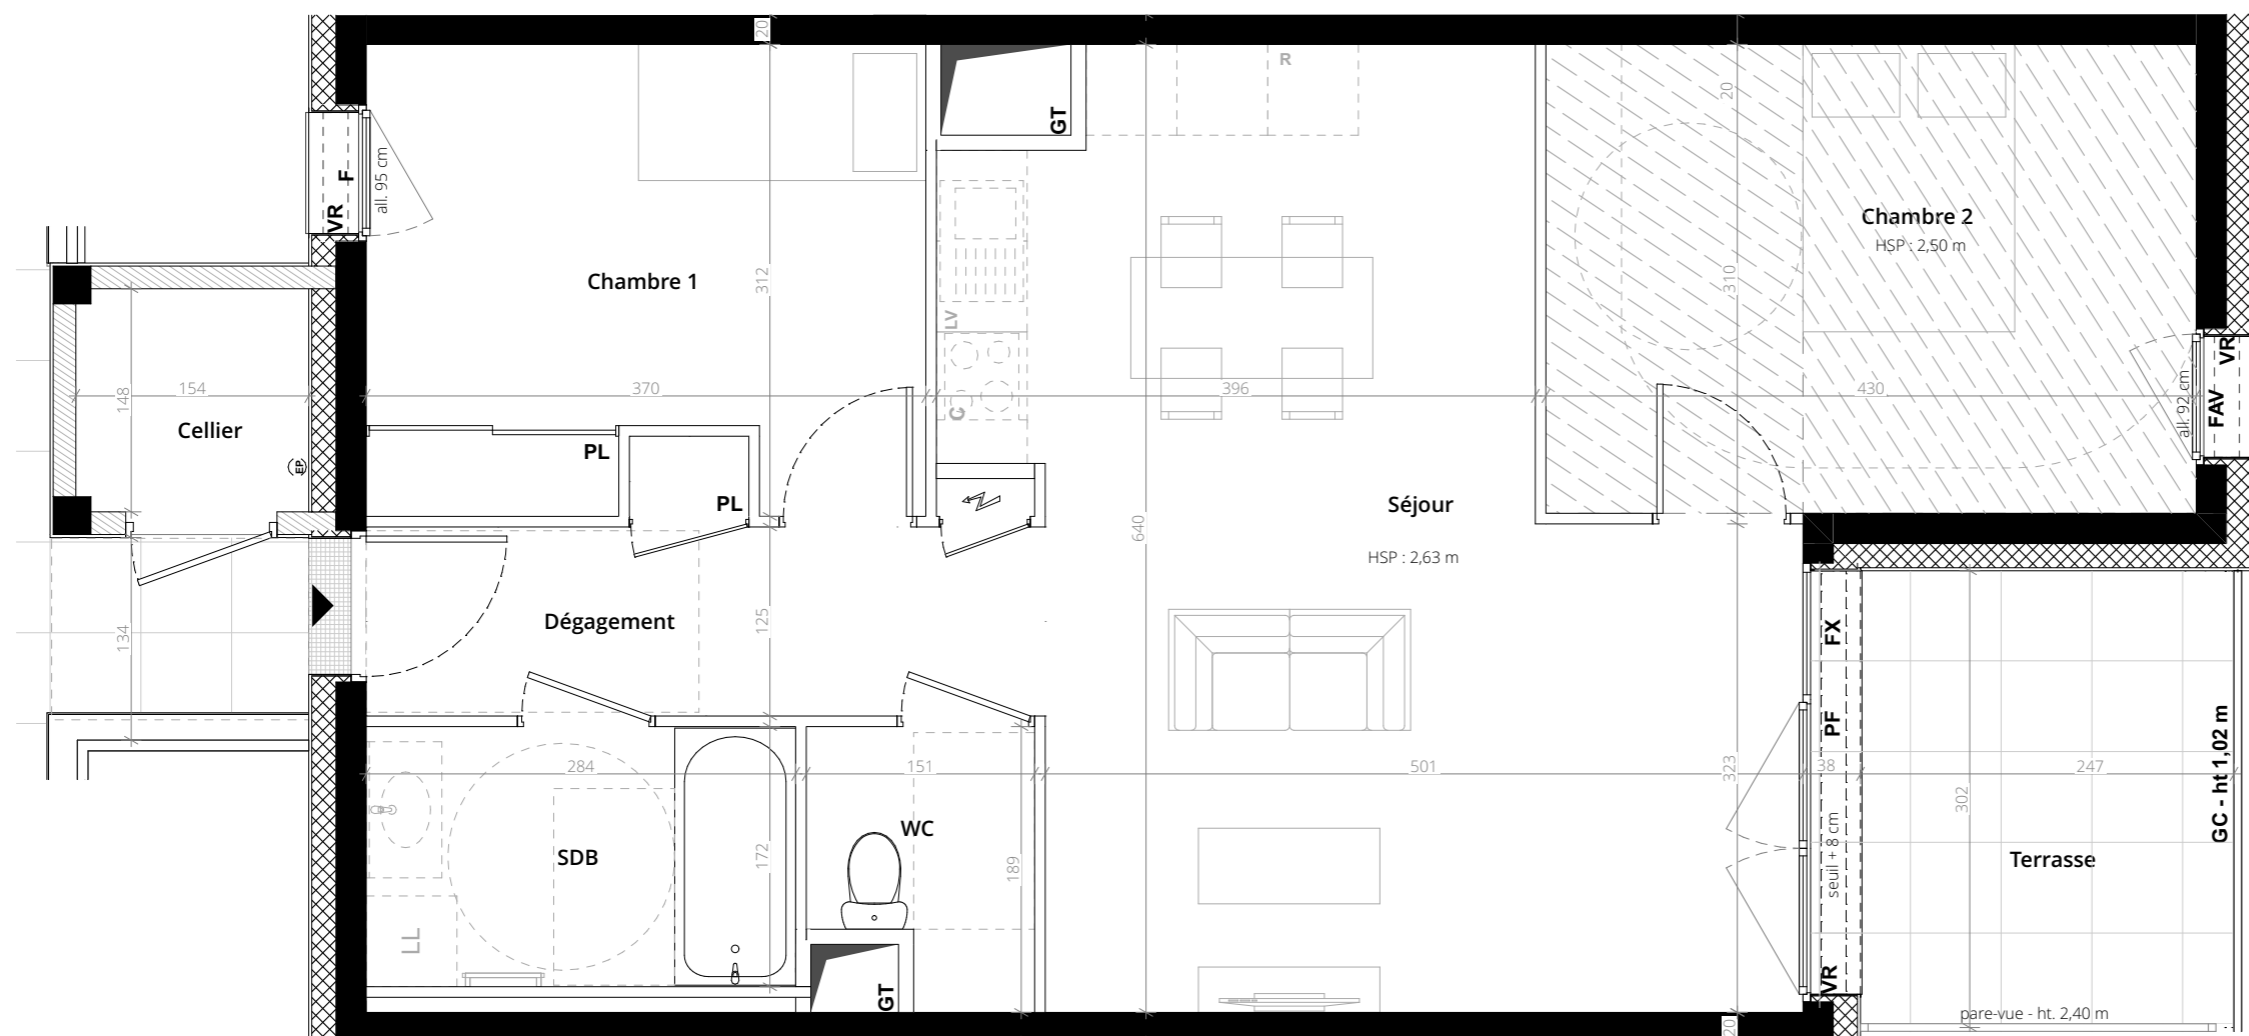 20
GT
R
20
F
VR
all. 95 cm
Chambre 1
312
Chambre 2
HSP : 2,50 m
310
LV
C
154
148
370
396
430
Cellier
EP
PL
PL
all. 92 cm
FAV
VR
Séjour
HSP : 2,63 m
640
134
Dégagement
125
FX
PF
GC - ht 1,02 m
284
151
501
323
38
247
302
SDB
172
WC
189
seuil + 8 cm
Terrasse
LL
GT
VR
pare-vue - ht. 2,40 m
20